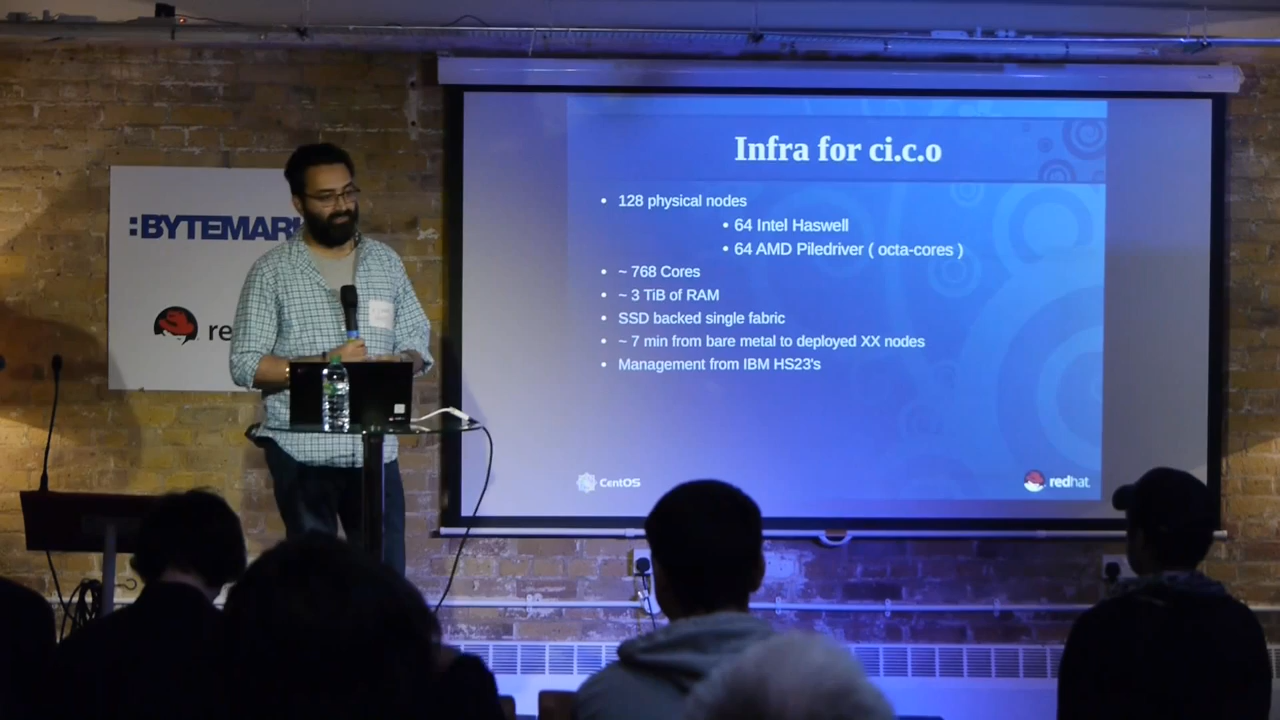 :BYTEMAR
re
Infra for ci.c.o
• 128 physical nodes
• 64 Intel Haswell
• 64 AMD Piledriver ( octa-cores )
• ~ 768 Cores
• ~ 3 TiB of RAM
• SSD backed single fabric
• ~ 7 min from bare metal to deployed XX nodes
• Management from IBM HS23's
CentOS
redhat.